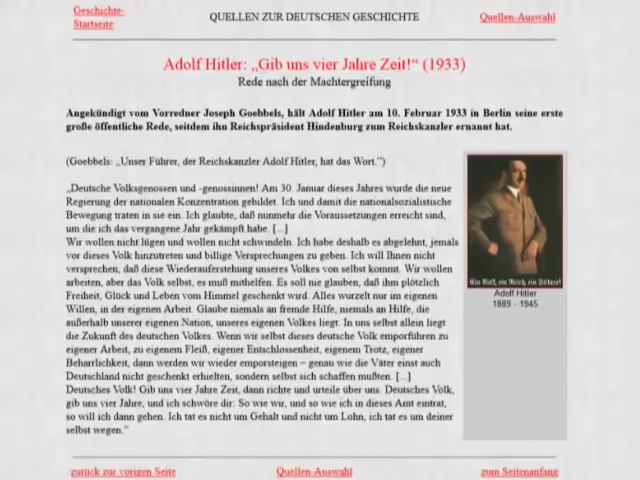 Geschichte-
Startseite
QUELLEN ZUR DEUTSCHEN GESCHICHTE
Quellen-Auswahl
Adolf Hitler: „Gib uns vier Jahre Zeit!“ (1933)
Rede nach der Machtergreifung
Angekündigt vom Vorredner Joseph Goebbels, hält Adolf Hitler am 10. Februar 1933 in Berlin seine erste
große öffentliche Rede, seitdem ihn Reichspräsident Hindenburg zum Reichskanzler ernannt hat.
(Goebbels: „Unser Führer, der Reichskanzler Adolf Hitler, hat das Wort.“)
„Deutsche Volksgenossen und -genossinnen! Am 30. Januar dieses Jahres wurde die neue
Regierung der nationalen Konzentration gebildet. Ich und damit die nationalsozialistische
Bewegung traten in sie ein. Ich glaubte, daß nunmehr die Voraussetzungen erreicht sind,
um die ich das vergangene Jahr gekämpft habe. [...]
Wir wollen nicht lügen und wollen nicht schwindeln. Ich habe deshalb es abgelehnt, jemals
vor dieses Volk hinzutreten und billige Versprechungen zu geben. Ich will Ihnen nicht
versprechen, daß diese Wiederauferstehung unseres Volkes von selbst kommt. Wir wollen
arbeiten, aber das Volk selbst, es muß mithelfen. Es soll nie glauben, daß ihm plötzlich
Freiheit, Glück und Leben vom Himmel geschenkt wird. Alles wurzelt nur im eigenen
Willen, in der eigenen Arbeit. Glaube niemals an fremde Hilfe, niemals an Hilfe, die
außerhalb unserer eigenen Nation, unseres eigenen Volkes liegt. In uns selbst allein liegt
die Zukunft des deutschen Volkes. Wenn wir selbst dieses deutsche Volk emporführen zu
eigener Arbeit, zu eigenem Fleiß, eigener Entschlossenheit, eigenem Trotz, eigener
Beharrlichkeit, dann werden wir wieder emporsteigen – genau wie die Väter einst auch
Deutschland nicht geschenkt erhielten, sondern selbst sich schaffen mußten. [...]
Deutsches Volk! Gib uns vier Jahre Zeit, dann richte und urteile über uns. Deutsches Volk,
gib uns vier Jahre, und ich schwöre dir: So wie wir, und so wie ich in dieses Amt eintrat,
so will ich dann gehen. Ich tat es nicht um Gehalt und nicht um Lohn, ich tat es um deiner
selbst wegen.“
Ein Volk, ein Reich, ein Führer!
Adolf Hitler
1889 - 1945
zurück zur vorigen Seite
Quellen-Auswahl
zum Seitenanfang